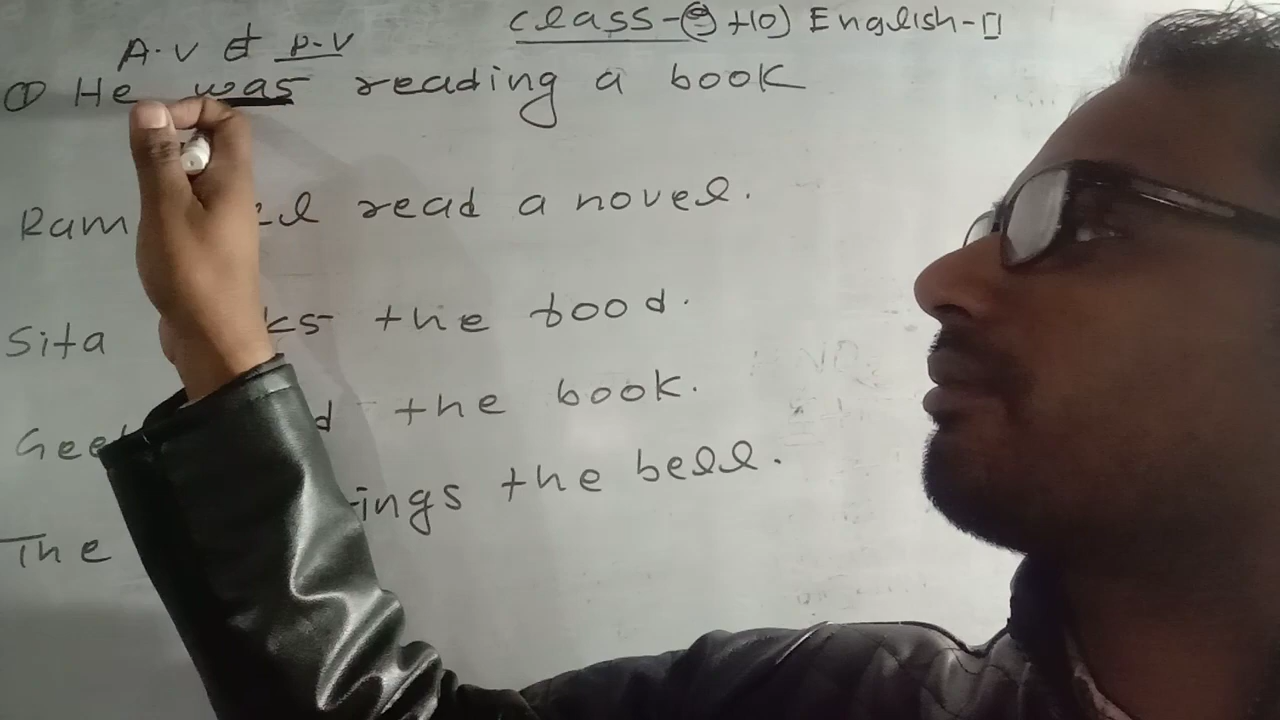 class-(9+10) English-II
A.V & P.V
① He was reading a book
Ram read a novel.
Sita the food.
the book.
The the bell.